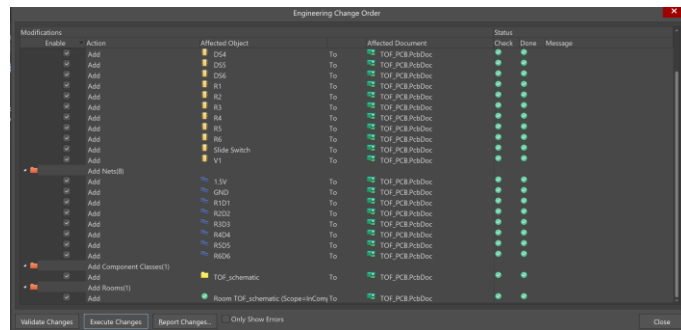 Engineering Change Order
Modifications Status
Enable Action Affected Object Affected Document Check Done Message
Add DS4 To TOF_PCB.PcbDoc
Add DS5 To TOF_PCB.PcbDoc
Add DS6 To TOF_PCB.PcbDoc
Add R1 To TOF_PCB.PcbDoc
Add R2 To TOF_PCB.PcbDoc
Add R3 To TOF_PCB.PcbDoc
Add R4 To TOF_PCB.PcbDoc
Add R5 To TOF_PCB.PcbDoc
Add R6 To TOF_PCB.PcbDoc
Add Slide Switch To TOF_PCB.PcbDoc
Add V1 To TOF_PCB.PcbDoc
Add Nets(8)
Add 1.5V To TOF_PCB.PcbDoc
Add GND To TOF_PCB.PcbDoc
Add R1D1 To TOF_PCB.PcbDoc
Add R2D2 To TOF_PCB.PcbDoc
Add R3D3 To TOF_PCB.PcbDoc
Add R4D4 To TOF_PCB.PcbDoc
Add R5D5 To TOF_PCB.PcbDoc
Add R6D6 To TOF_PCB.PcbDoc
Add Component Classes(1)
Add TOF_schematic To TOF_PCB.PcbDoc
Add Rooms(1)
Add Room TOF_schematic (Scope=InCom To TOF_PCB.PcbDoc
Validate Changes Execute Changes Report Changes... Only Show Errors Close